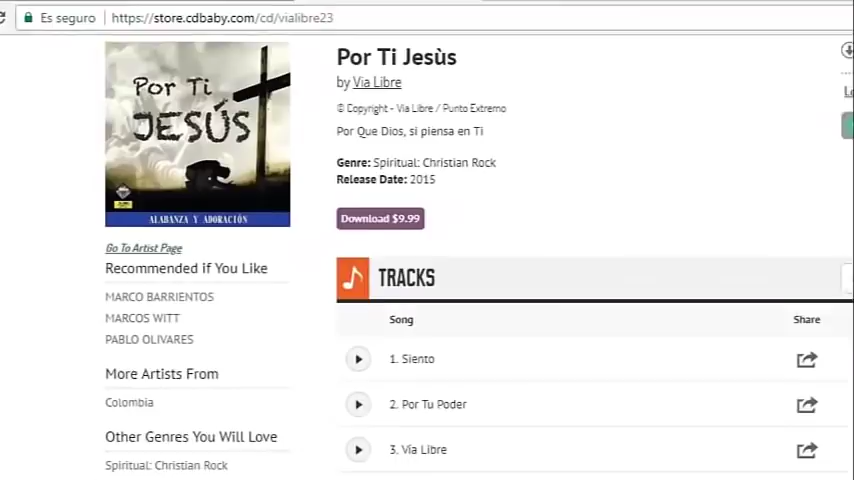 Es seguro | https://store.cdbaby.com/cd/vialibre23
Por Ti
JESÚS
ALABANZA Y ADORACIÓN
Por Ti Jesùs
by Via Libre
© Copyright - Via Libre / Punto Extremo
Por Que Dios, si piensa en Ti
Genre: Spiritual: Christian Rock
Release Date: 2015
Download $9.99
Go To Artist Page
Recommended if You Like
MARCO BARRIENTOS
MARCOS WITT
PABLO OLIVARES
More Artists From
Colombia
Other Genres You Will Love
Spiritual: Christian Rock
TRACKS
Song Share
1. Siento
2. Por Tu Poder
3. Vía Libre